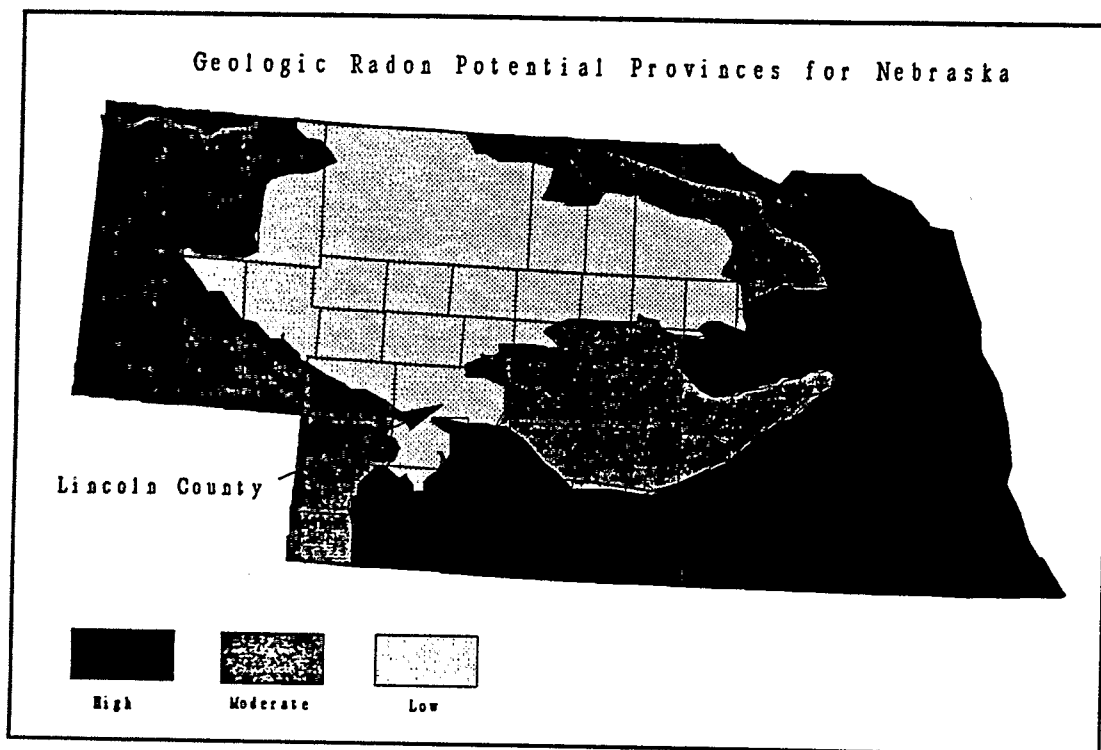 Geologic Radon Potential Provinces for Nebraska
Lincoln County
High
Moderate
Low